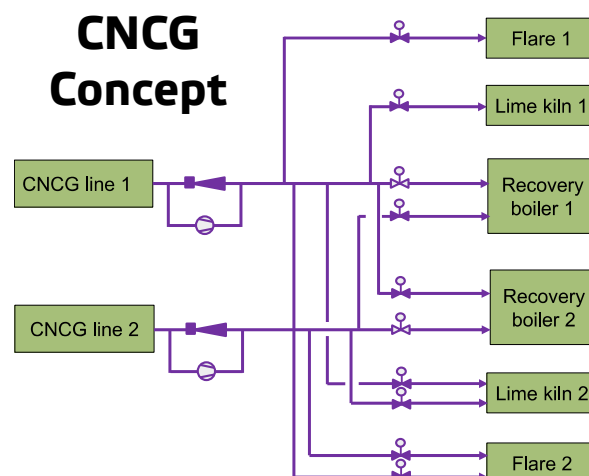 CNCG
Concept
Flare 1
Lime kiln 1
CNCG line 1
Recovery
boiler 1
Recovery
boiler 2
CNCG line 2
Lime kiln 2
Flare 2